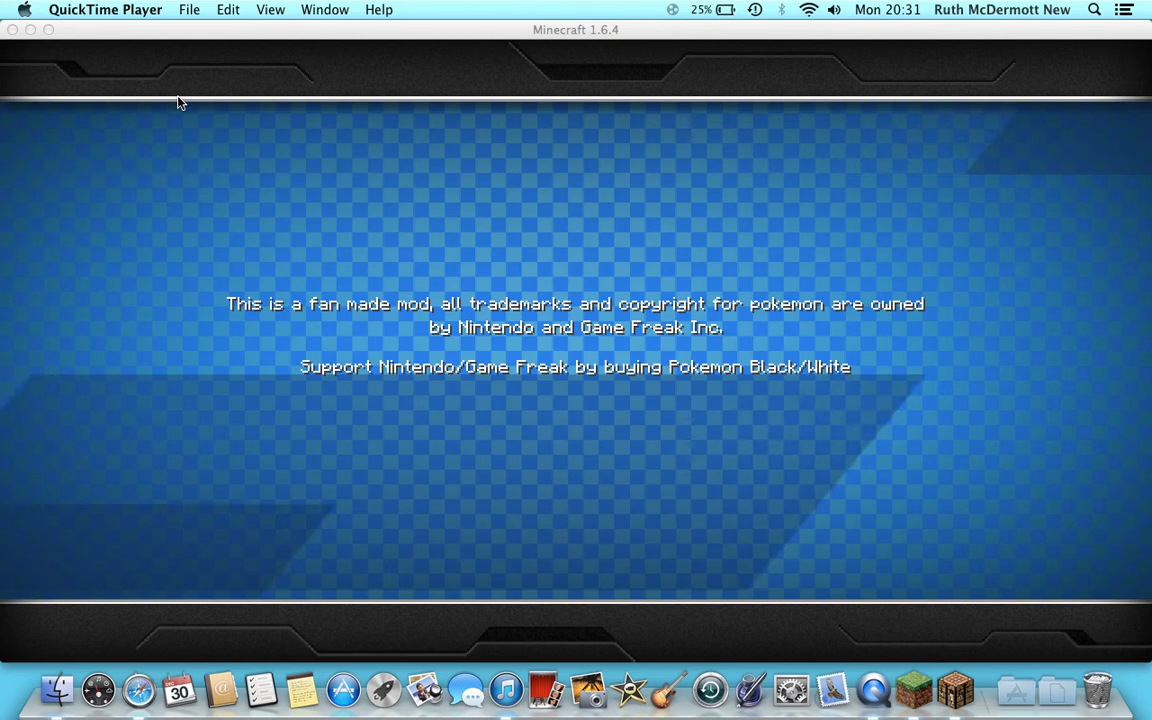 QuickTime Player File Edit View Window Help 25% Mon 20:31 Ruth McDermott New
Minecraft 1.6.4
This is a fan made mod, all trademarks and copyright for pokemon are owned
by Nintendo and Game Freak Inc.
Support Nintendo/Game Freak by buying Pokemon Black/White
DEC
30